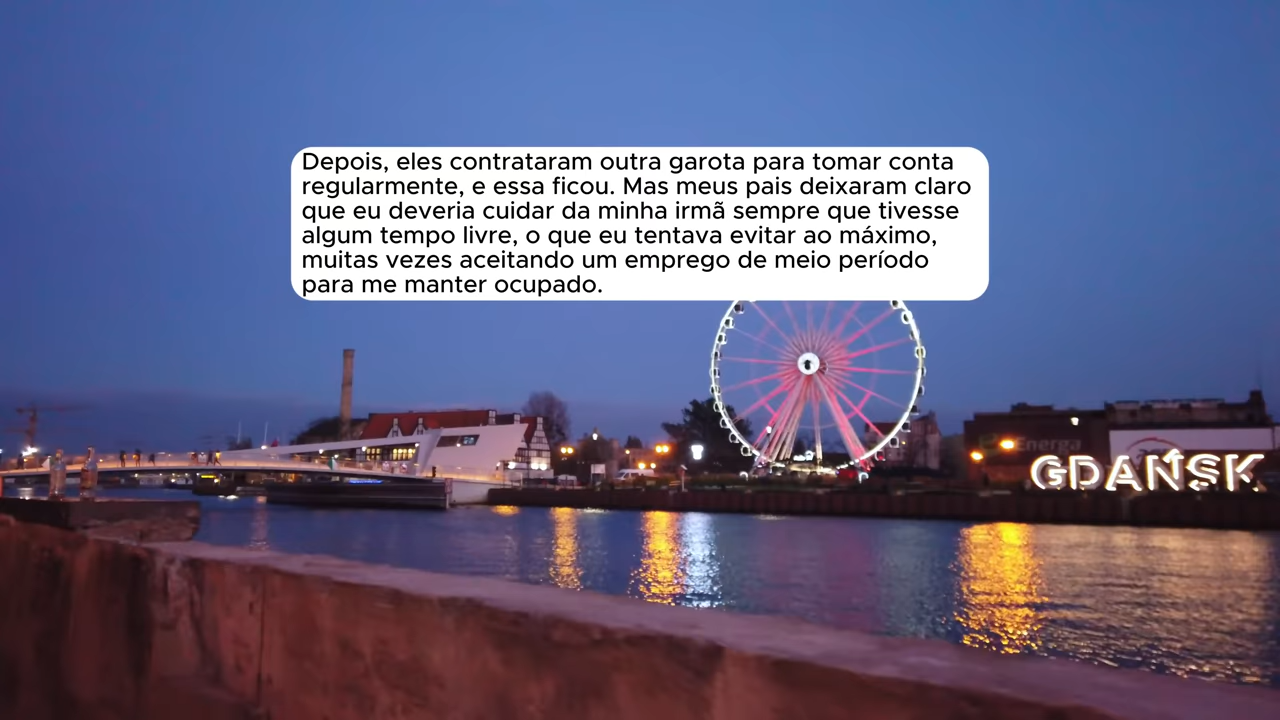 Depois, eles contrataram outra garota para tomar conta
regularmente, e essa ficou. Mas meus pais deixaram claro
que eu deveria cuidar da minha irmã sempre que tivesse
algum tempo livre, o que eu tentava evitar ao máximo,
muitas vezes aceitando um emprego de meio período
para me manter ocupado.
Energa
GDAŃSK